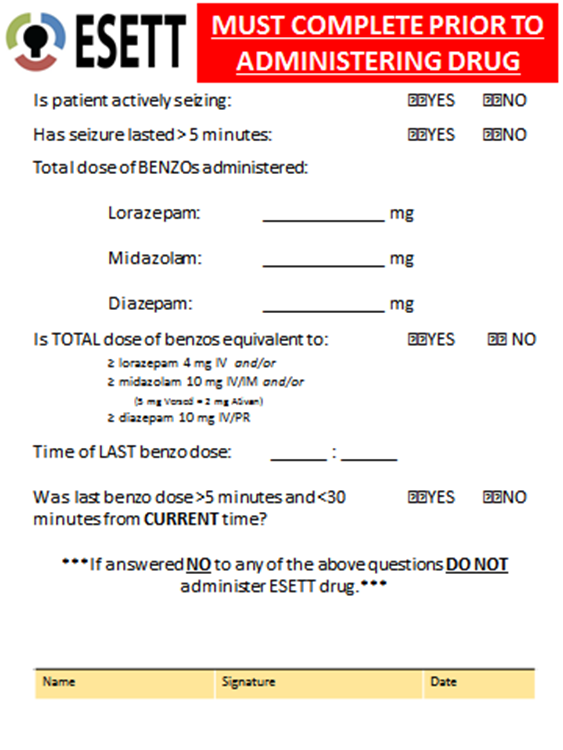 ESETT
MUST COMPLETE PRIOR TO
ADMINISTERING DRUG
Is patient actively seizing: ⍰⍰YES ⍰⍰NO
Has seizure lasted > 5 minutes: ⍰⍰YES ⍰⍰NO
Total dose of BENZOs administered:
Lorazepam: ______________ mg
Midazolam: ______________ mg
Diazepam: ______________ mg
Is TOTAL dose of benzos equivalent to: ⍰⍰YES ⍰⍰ NO
≥ lorazepam 4 mg IV and/or
≥ midazolam 10 mg IV/IM and/or
(5 mg Versed = 2 mg Ativan)
≥ diazepam 10 mg IV/PR
Time of LAST benzo dose: ______ : ______
Was last benzo dose >5 minutes and <30 ⍰⍰YES ⍰⍰NO
minutes from CURRENT time?
***If answered NO to any of the above questions DO NOT
administer ESETT drug.***
Name Signature Date